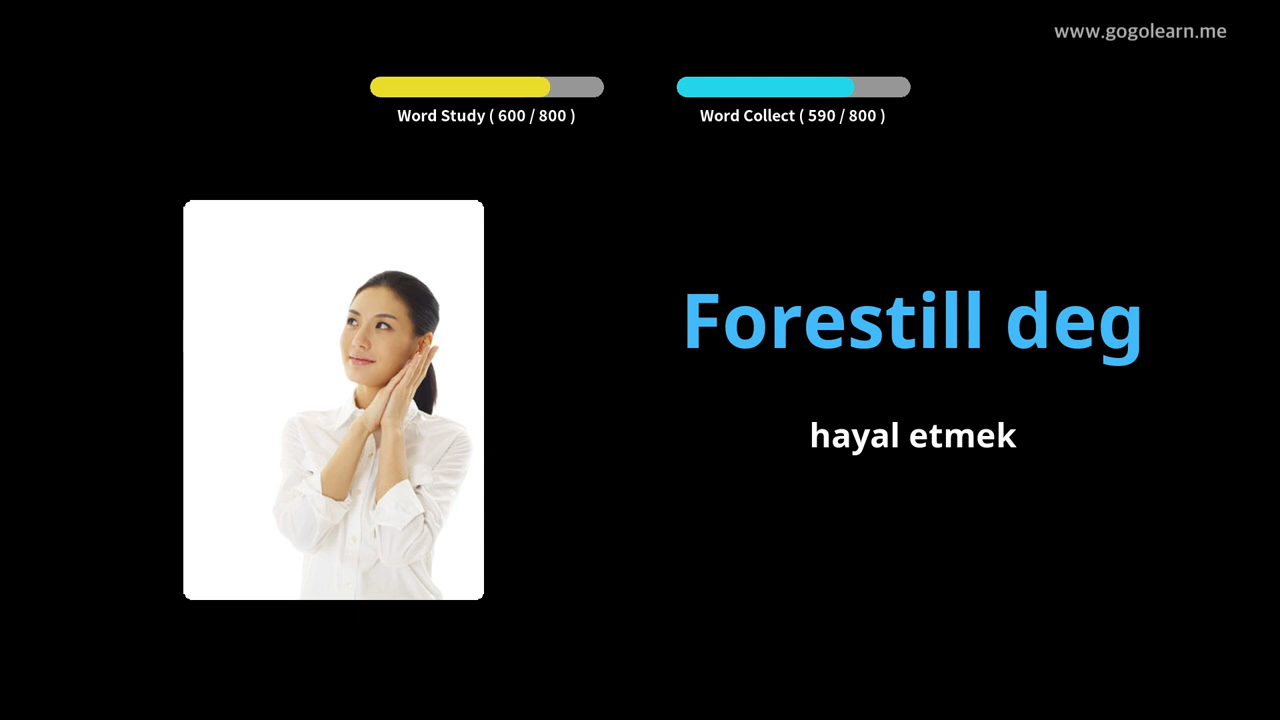 www.gogolearn.me
Word Study ( 600 / 800 )
Word Collect ( 590 / 800 )
Forestill deg
hayal etmek